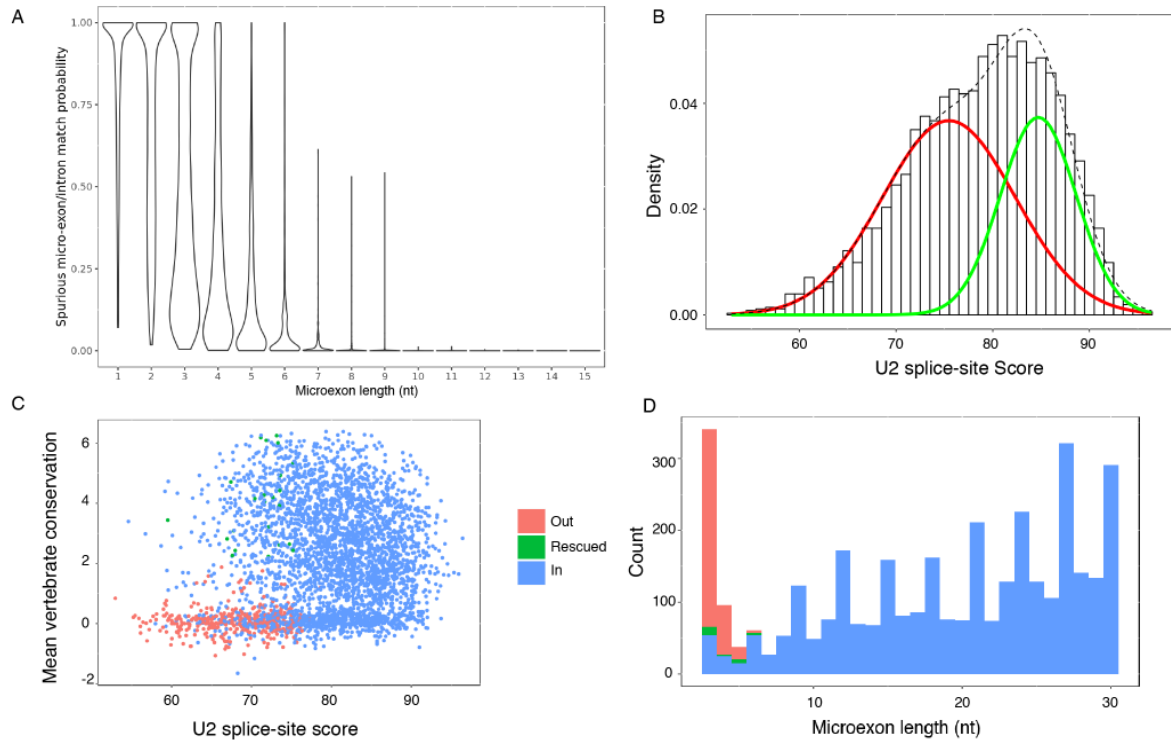 A
Spurious micro-exon/intron match probability
1.00
0.75
0.50
0.25
0.00
1 2 3 4 5 6 7 8 9 10 11 12 13 14 15
Microexon length (nt)
B
Density
0.04
0.02
0.00
60 70 80 90
U2 splice-site Score
C
Mean vertebrate conservation
6
4
2
0
-2
60 70 80 90
U2 splice-site score
Out
Rescued
In
D
Count
300
200
100
0
10 20 30
Microexon length (nt)